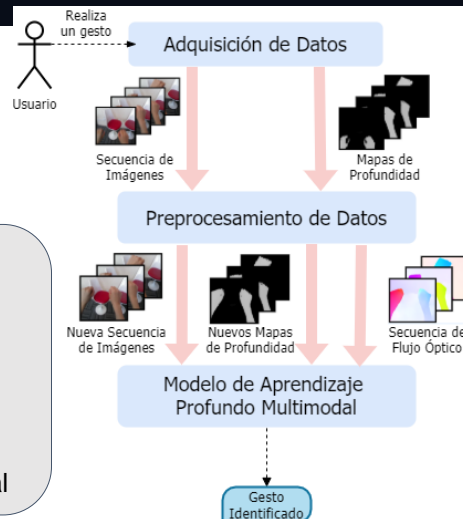 Realiza
un gesto
Usuario
Adquisición de Datos
Secuencia de
Imágenes
Mapas de
Profundidad
Preprocesamiento de Datos
Nueva Secuencia
de Imágenes
Nuevos Mapas
de Profundidad
Secuencia de
Flujo Óptico
Modelo de Aprendizaje
Profundo Multimodal
Gesto
Identificado